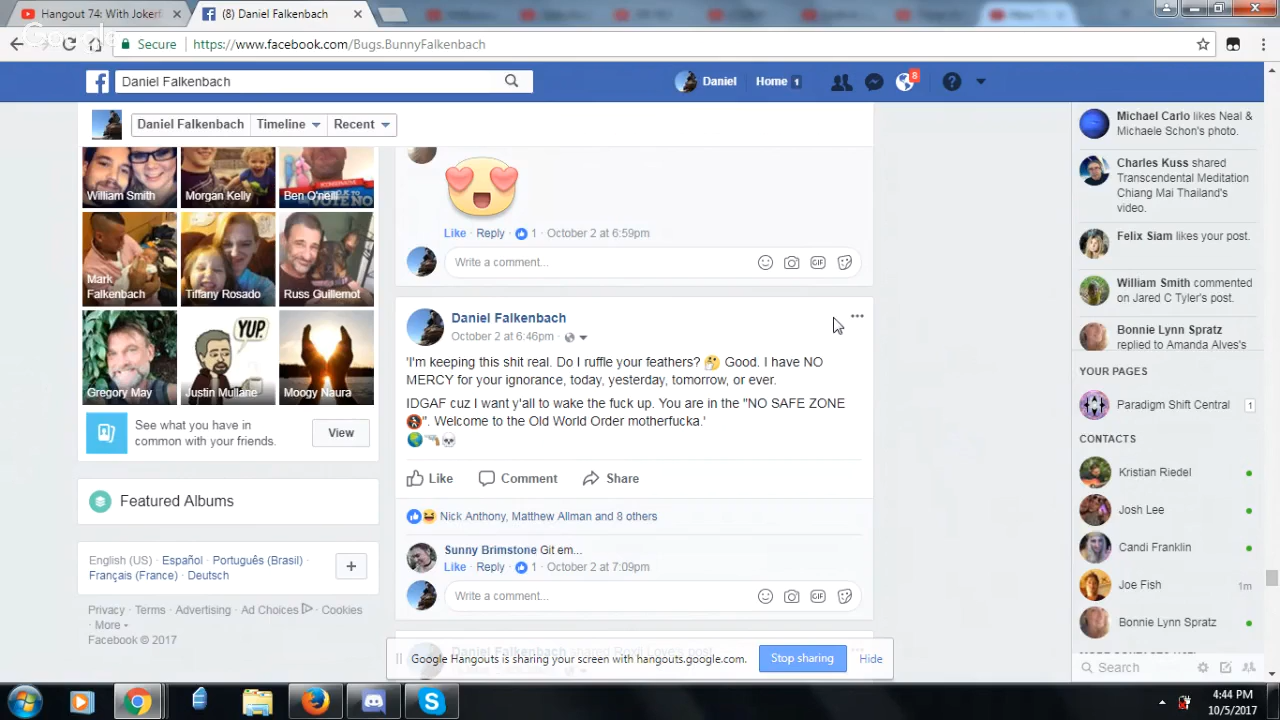 Hangout 74: With Joker
(8) Daniel Falkenbach
Secure
https://www.facebook.com/Bugs.BunnyFalkenbach
Daniel Falkenbach
Daniel
Home 1
8
Daniel Falkenbach
Timeline
Recent
William Smith
Morgan Kelly
Ben O'neill
Mark
Falkenbach
Tiffany Rosado
Russ Guillemot
YUP.
Gregory May
Justin Mullane
Moogy Naura
See what you have in
common with your friends.
View
Featured Albums
English (US) · Español · Português (Brasil) ·
Français (France) · Deutsch
Privacy · Terms · Advertising · Ad Choices · Cookies
· More
Facebook © 2017
Like · Reply · 1 · October 2 at 6:59pm
Write a comment...
GIF
Daniel Falkenbach
October 2 at 6:46pm ·
'I'm keeping this shit real. Do I ruffle your feathers? 🤔 Good. I have NO
MERCY for your ignorance, today, yesterday, tomorrow, or ever.
IDGAF cuz I want y'all to wake the fuck up. You are in the "NO SAFE ZONE
🚷". Welcome to the Old World Order motherfucka.'
🌎🔫💀
Like
Comment
Share
Nick Anthony, Matthew Allman and 8 others
Sunny Brimstone Git em...
Like · Reply · 1 · October 2 at 7:09pm
Write a comment...
GIF
Google Hangouts is sharing your screen with hangouts.google.com.
Stop sharing
Hide
Michael Carlo likes Neal &
Michaele Schon's photo.
Charles Kuss shared
Transcendental Meditation
Chiang Mai Thailand's
video.
Felix Siam likes your post.
William Smith commented
on Jared C Tyler's post.
Bonnie Lynn Spratz
replied to Amanda Alves's
YOUR PAGES
Paradigm Shift Central
1
CONTACTS
Kristian Riedel
Josh Lee
Candi Franklin
Joe Fish
1m
Bonnie Lynn Spratz
Search
4:44 PM
10/5/2017